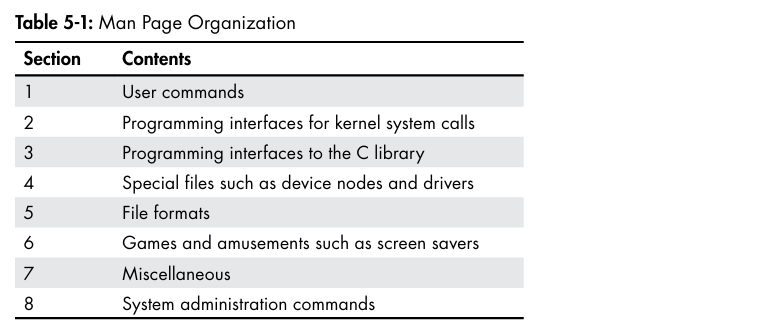 Table 5-1: Man Page Organization
Section Contents
1 User commands
2 Programming interfaces for kernel system calls
3 Programming interfaces to the C library
4 Special files such as device nodes and drivers
5 File formats
6 Games and amusements such as screen savers
7 Miscellaneous
8 System administration commands